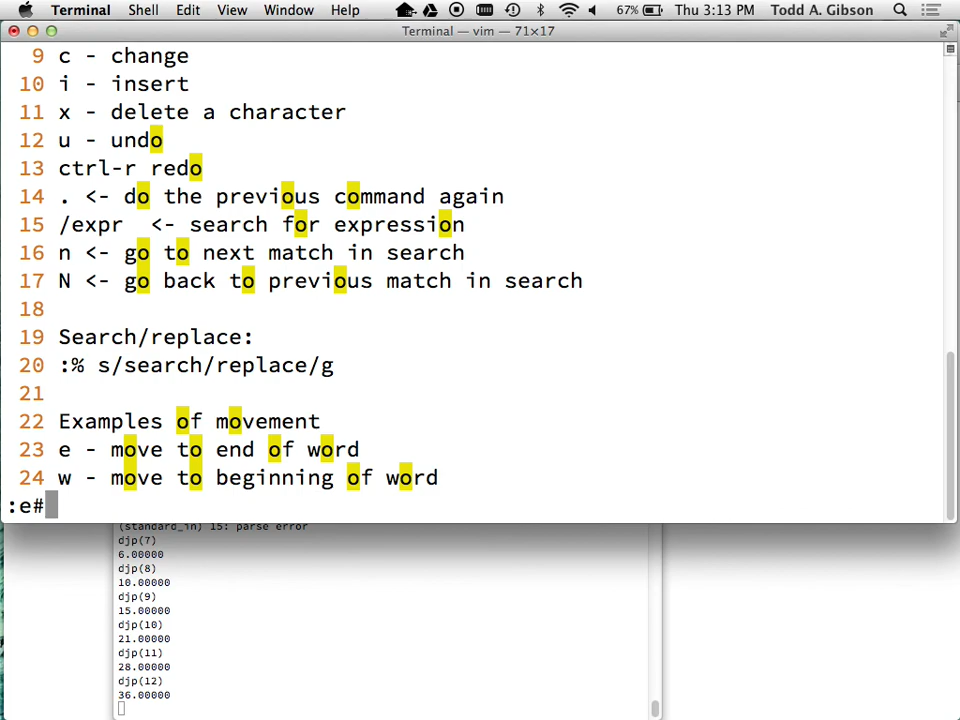 Terminal Shell Edit View Window Help 67% Thu 3:13 PM Todd A. Gibson
Terminal — vim — 71×17
9 c - change
10 i - insert
11 x - delete a character
12 u - undo
13 ctrl-r redo
14 . <- do the previous command again
15 /expr  <- search for expression
16 n <- go to next match in search
17 N <- go back to previous match in search
18
19 Search/replace:
20 :% s/search/replace/g
21
22 Examples of movement
23 e - move to end of word
24 w - move to beginning of word
:e#
(standard_in) 15: parse error
djp(7)
6.00000
djp(8)
10.00000
djp(9)
15.00000
djp(10)
21.00000
djp(11)
28.00000
djp(12)
36.00000